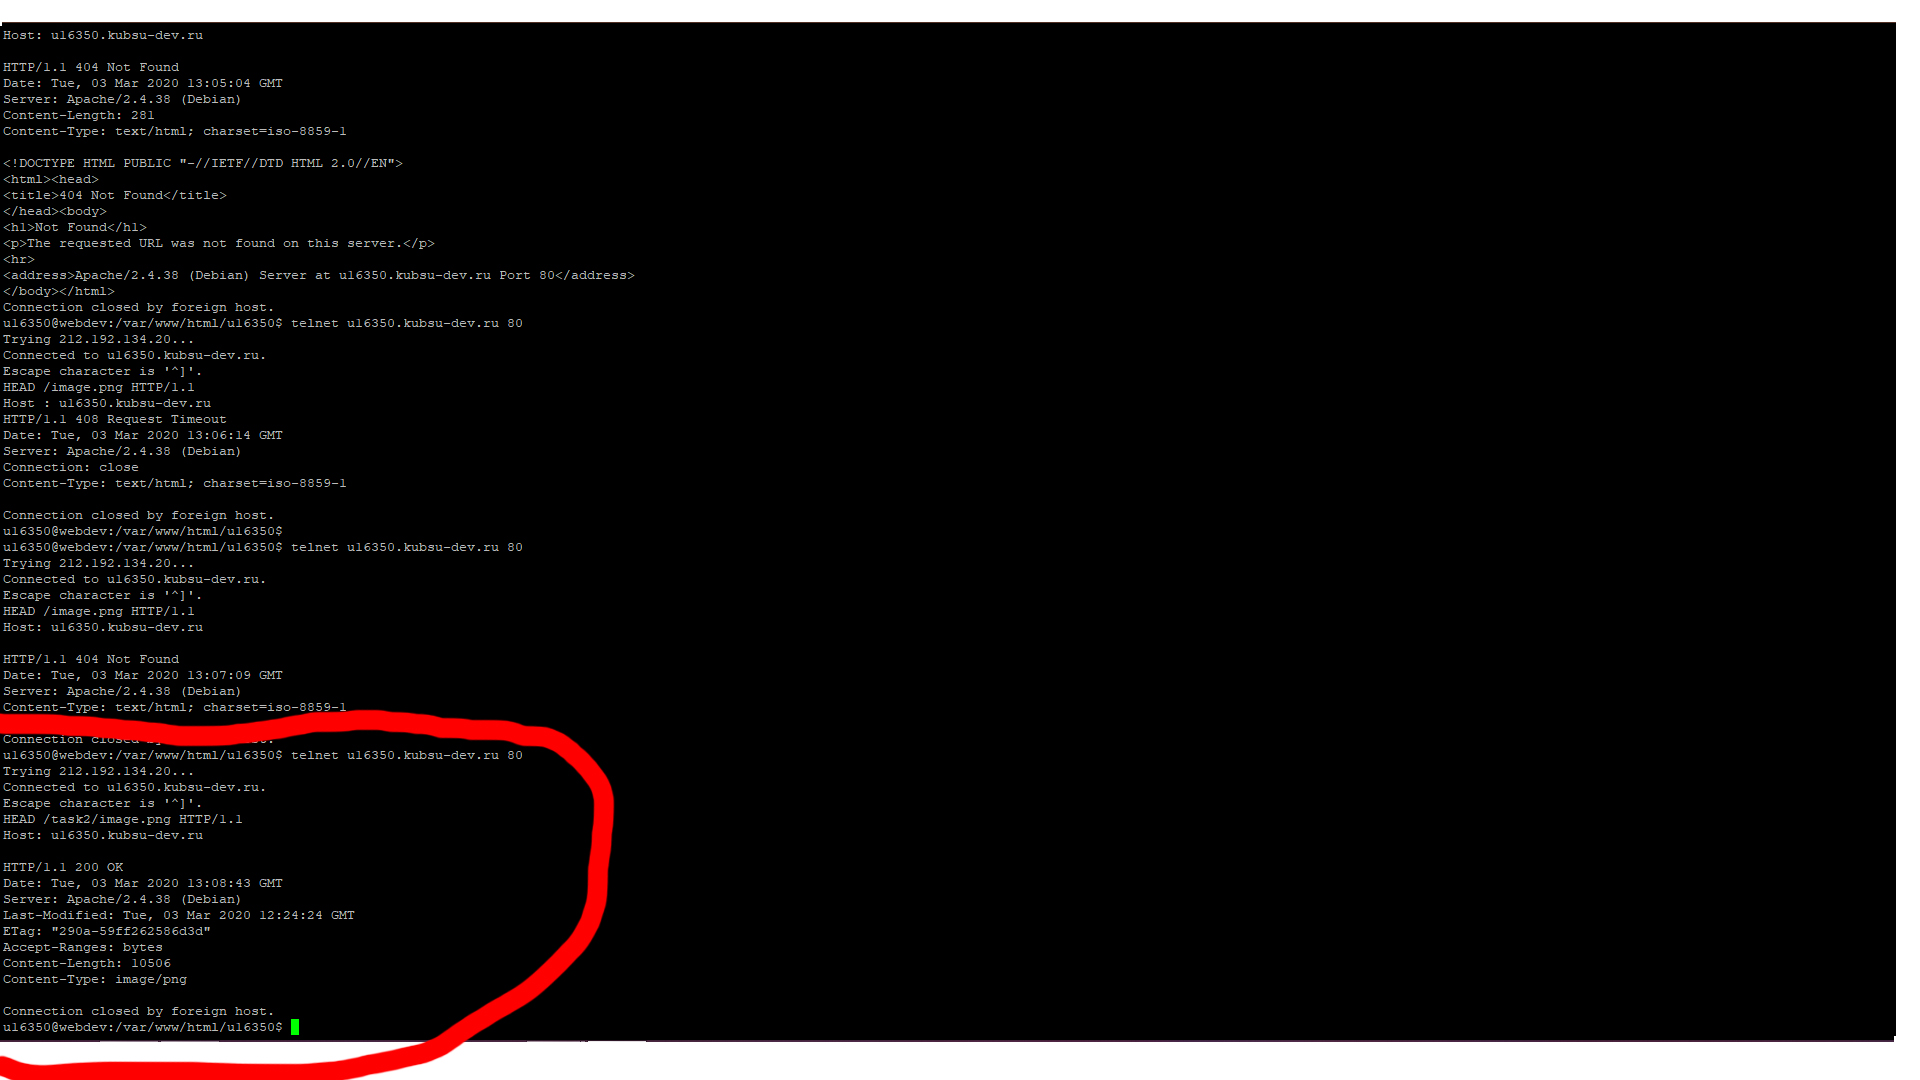 Host: u16350.kubsu-dev.ru
HTTP/1.1 404 Not Found
Date: Tue, 03 Mar 2020 13:05:04 GMT
Server: Apache/2.4.38 (Debian)
Content-Length: 281
Content-Type: text/html; charset=iso-8859-1
<!DOCTYPE HTML PUBLIC "-//IETF//DTD HTML 2.0//EN">
<html><head>
<title>404 Not Found</title>
</head><body>
<h1>Not Found</h1>
<p>The requested URL was not found on this server.</p>
<hr>
<address>Apache/2.4.38 (Debian) Server at u16350.kubsu-dev.ru Port 80</address>
</body></html>
Connection closed by foreign host.
u16350@webdev:/var/www/html/u16350$ telnet u16350.kubsu-dev.ru 80
Trying 212.192.134.20...
Connected to u16350.kubsu-dev.ru.
Escape character is '^]'.
HEAD /image.png HTTP/1.1
Host : u16350.kubsu-dev.ru
HTTP/1.1 408 Request Timeout
Date: Tue, 03 Mar 2020 13:06:14 GMT
Server: Apache/2.4.38 (Debian)
Connection: close
Content-Type: text/html; charset=iso-8859-1
Connection closed by foreign host.
u16350@webdev:/var/www/html/u16350$
u16350@webdev:/var/www/html/u16350$ telnet u16350.kubsu-dev.ru 80
Trying 212.192.134.20...
Connected to u16350.kubsu-dev.ru.
Escape character is '^]'.
HEAD /image.png HTTP/1.1
Host: u16350.kubsu-dev.ru
HTTP/1.1 404 Not Found
Date: Tue, 03 Mar 2020 13:07:09 GMT
Server: Apache/2.4.38 (Debian)
Content-Type: text/html; charset=iso-8859-1
Connection closed
u16350@webdev:/var/www/html/u16350$ telnet u16350.kubsu-dev.ru 80
Trying 212.192.134.20...
Connected to u16350.kubsu-dev.ru.
Escape character is '^]'.
HEAD /task2/image.png HTTP/1.1
Host: u16350.kubsu-dev.ru
HTTP/1.1 200 OK
Date: Tue, 03 Mar 2020 13:08:43 GMT
Server: Apache/2.4.38 (Debian)
Last-Modified: Tue, 03 Mar 2020 12:24:24 GMT
ETag: "290a-59ff262586d3d"
Accept-Ranges: bytes
Content-Length: 10506
Content-Type: image/png
Connection closed by foreign host.
u16350@webdev:/var/www/html/u16350$